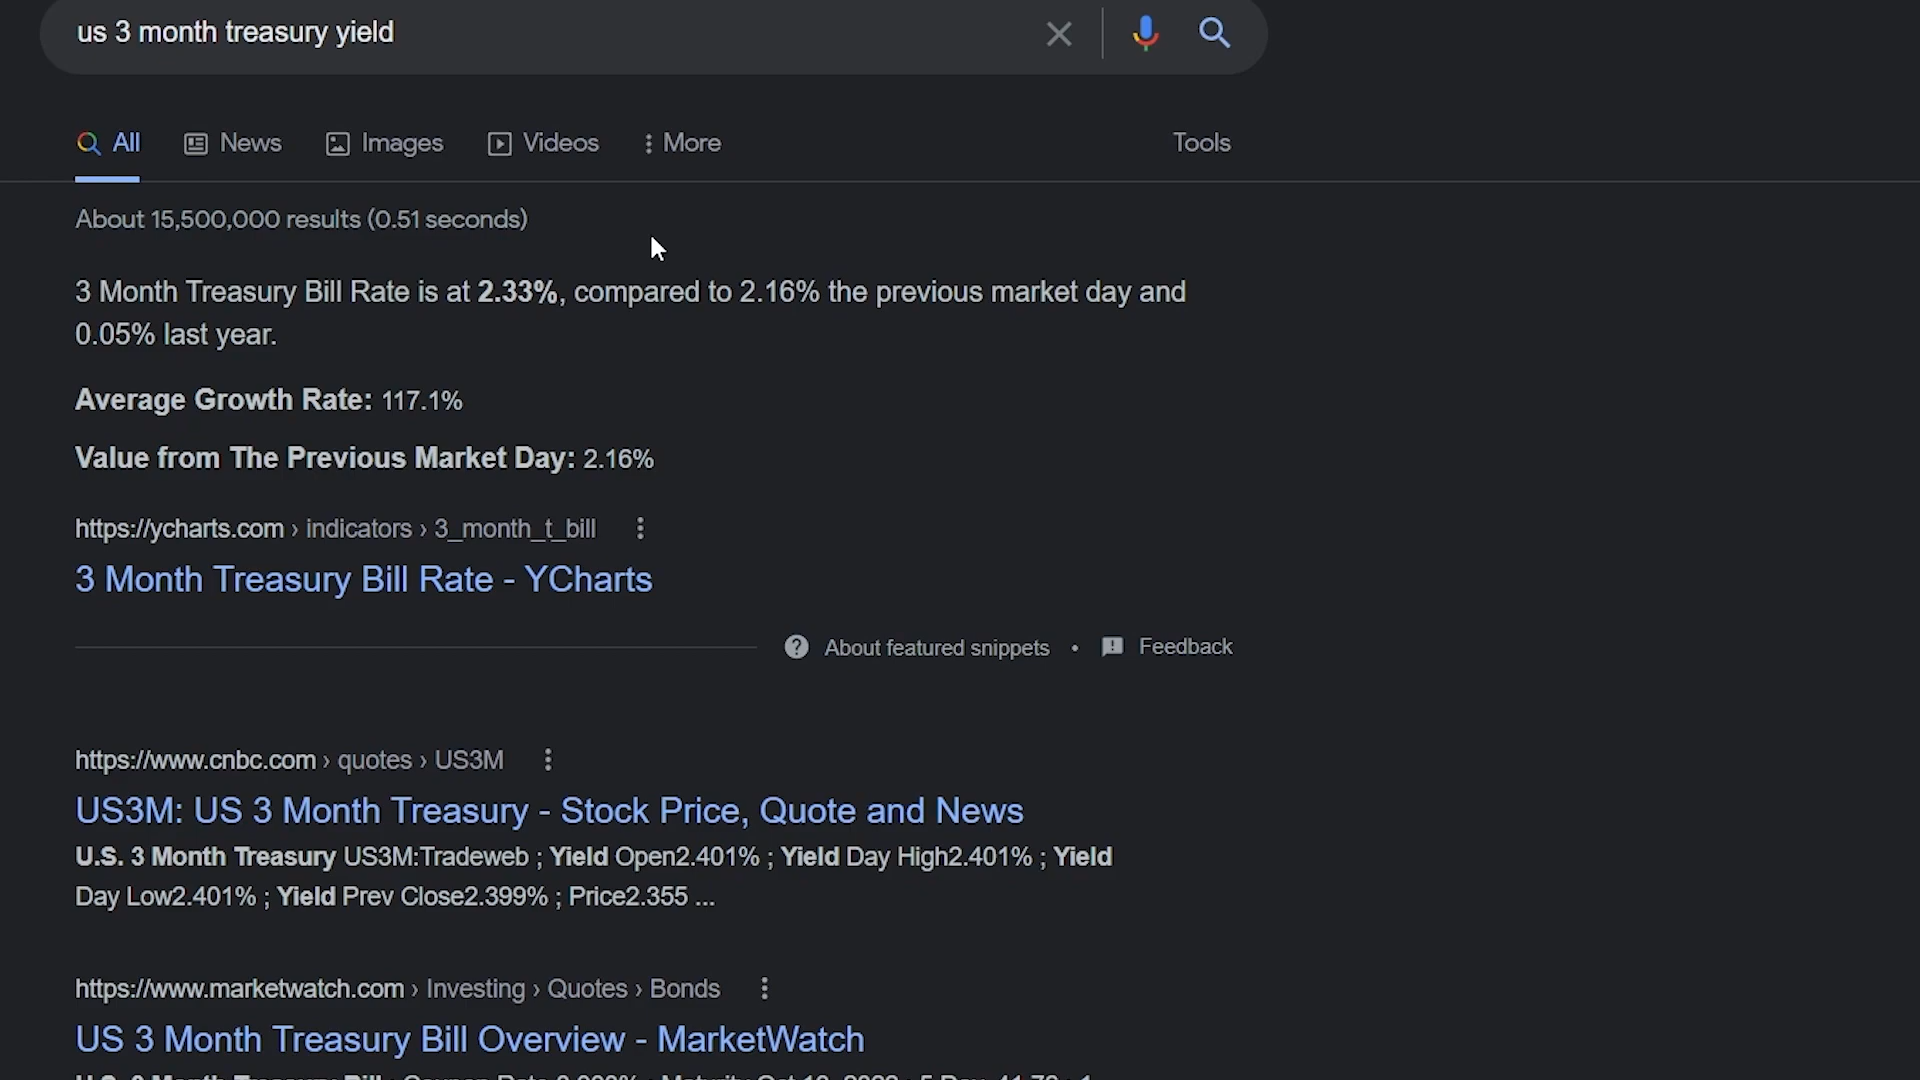 us 3 month treasury yield
All News Images Videos More Tools
About 15,500,000 results (0.51 seconds)
3 Month Treasury Bill Rate is at 2.33%, compared to 2.16% the previous market day and
0.05% last year.
Average Growth Rate: 117.1%
Value from The Previous Market Day: 2.16%
https://ycharts.com › indicators › 3_month_t_bill
3 Month Treasury Bill Rate - YCharts
About featured snippets • Feedback
https://www.cnbc.com › quotes › US3M
US3M: US 3 Month Treasury - Stock Price, Quote and News
U.S. 3 Month Treasury US3M:Tradeweb ; Yield Open2.401% ; Yield Day High2.401% ; Yield
Day Low2.401% ; Yield Prev Close2.399% ; Price2.355 ...
https://www.marketwatch.com › Investing › Quotes › Bonds
US 3 Month Treasury Bill Overview - MarketWatch